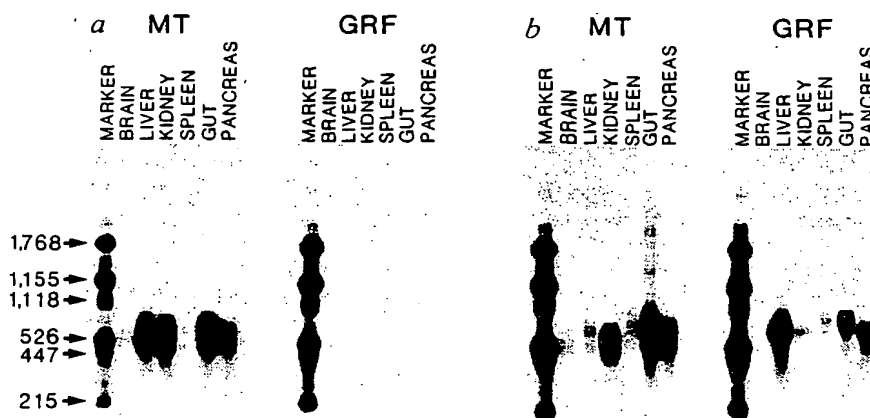 a MT GRF
MARKER BRAIN LIVER KIDNEY SPLEEN GUT PANCREAS
MARKER BRAIN LIVER KIDNEY SPLEEN GUT PANCREAS
1,768
1,155
1,118
526
447
215
b MT GRF
MARKER BRAIN LIVER KIDNEY SPLEEN GUT PANCREAS
MARKER BRAIN LIVER KIDNEY SPLEEN GUT PANCREAS